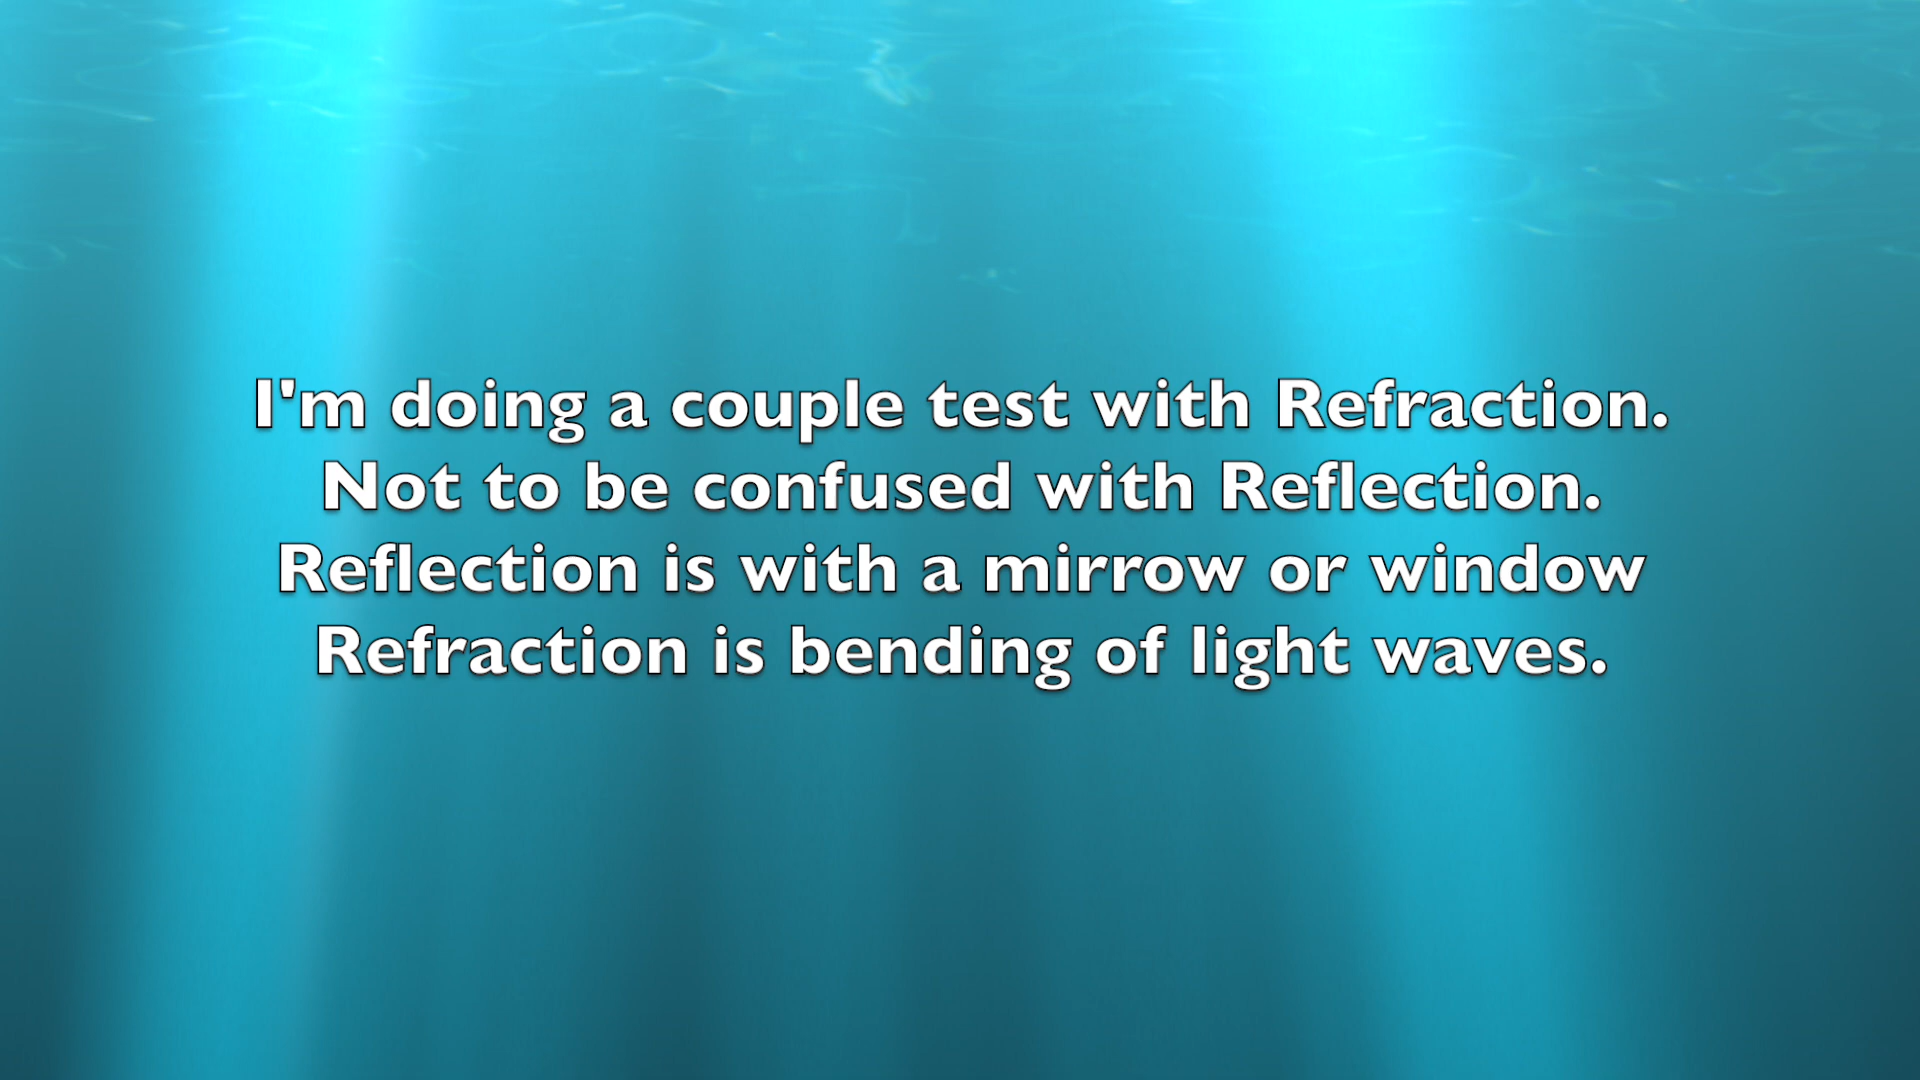 I'm doing a couple test with Refraction.
Not to be confused with Reflection.
Reflection is with a mirrow or window
Refraction is bending of light waves.